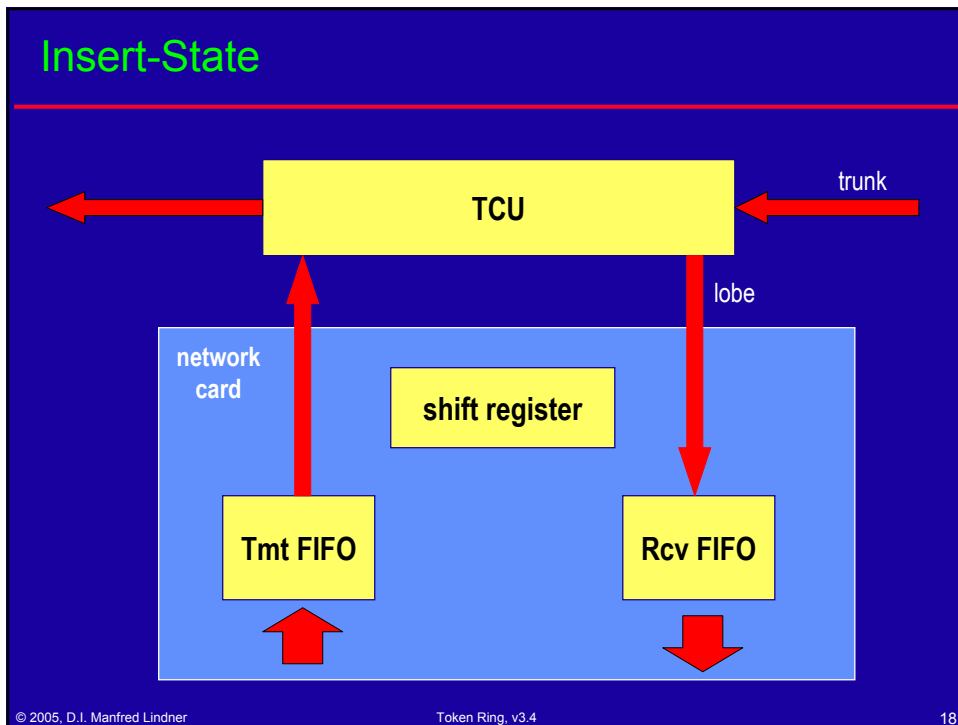 Insert-State
trunk
TCU
lobe
network
card
shift register
Tmt FIFO
Rcv FIFO
© 2005, D.I. Manfred Lindner
Token Ring, v3.4
18